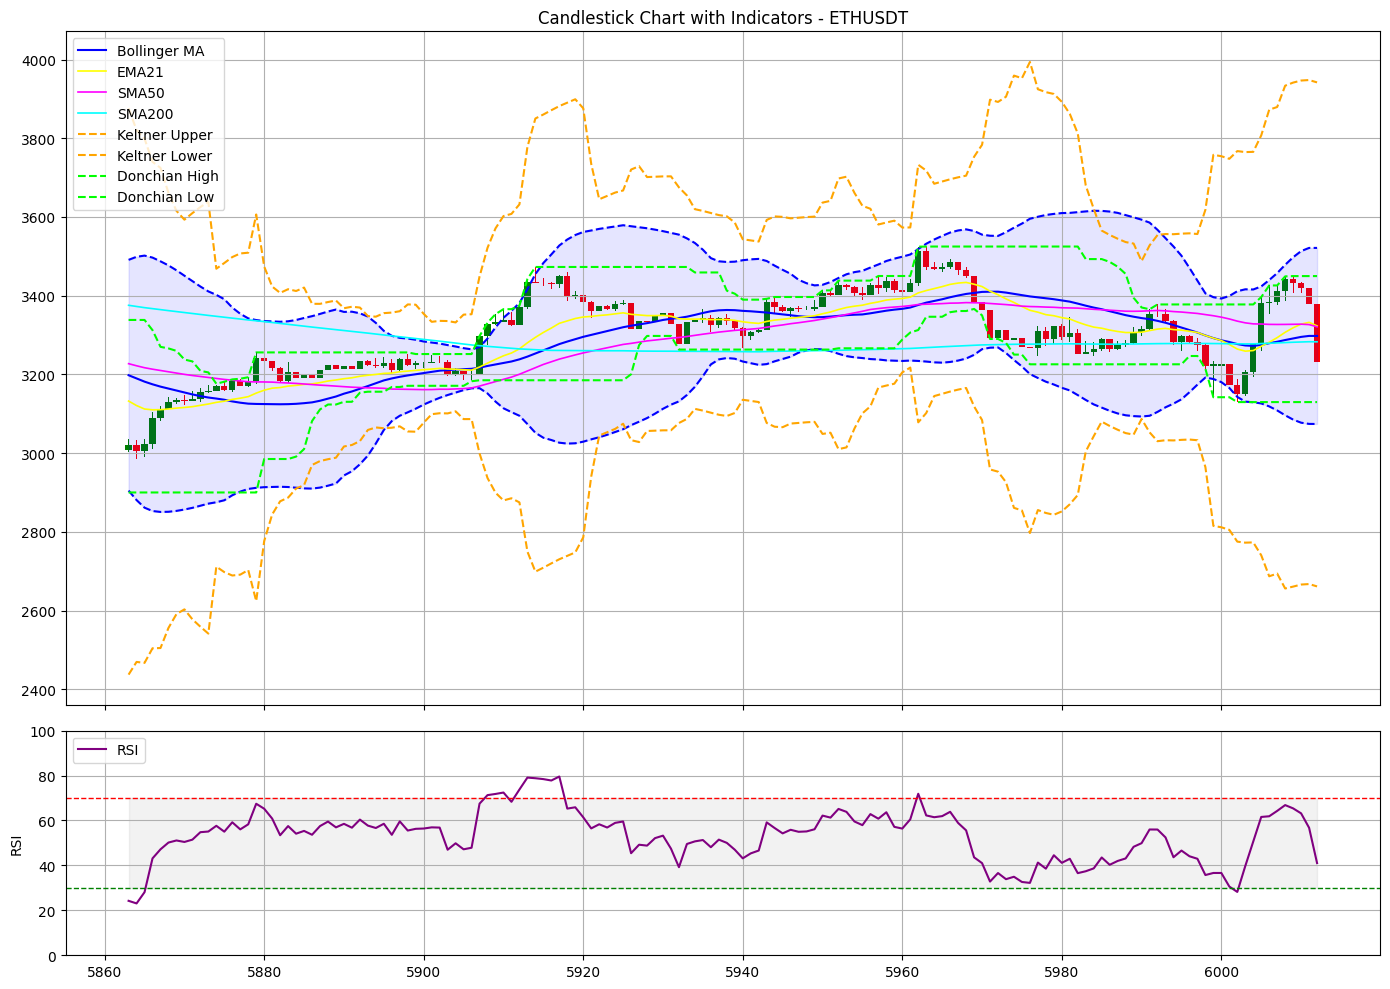 Candlestick Chart with Indicators - ETHUSDT
4000
3800
3600
3400
3200
3000
2800
2600
2400
Bollinger MA
EMA21
SMA50
SMA200
Keltner Upper
Keltner Lower
Donchian High
Donchian Low
100
80
60
40
20
0
RSI
RSI
5860
5880
5900
5920
5940
5960
5980
6000